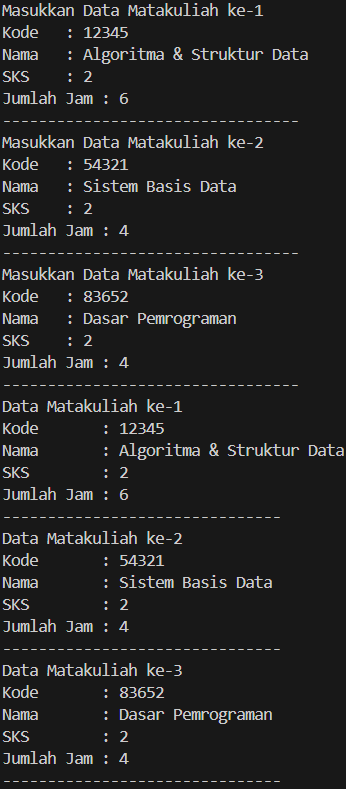 Masukkan Data Matakuliah ke-1
Kode   : 12345
Nama   : Algoritma & Struktur Data
SKS    : 2
Jumlah Jam : 6
---------------------------------
Masukkan Data Matakuliah ke-2
Kode   : 54321
Nama   : Sistem Basis Data
SKS    : 2
Jumlah Jam : 4
---------------------------------
Masukkan Data Matakuliah ke-3
Kode   : 83652
Nama   : Dasar Pemrograman
SKS    : 2
Jumlah Jam : 4
---------------------------------
Data Matakuliah ke-1
Kode       : 12345
Nama       : Algoritma & Struktur Data
SKS        : 2
Jumlah Jam : 6
-------------------------------
Data Matakuliah ke-2
Kode       : 54321
Nama       : Sistem Basis Data
SKS        : 2
Jumlah Jam : 4
-------------------------------
Data Matakuliah ke-3
Kode       : 83652
Nama       : Dasar Pemrograman
SKS        : 2
Jumlah Jam : 4
-------------------------------